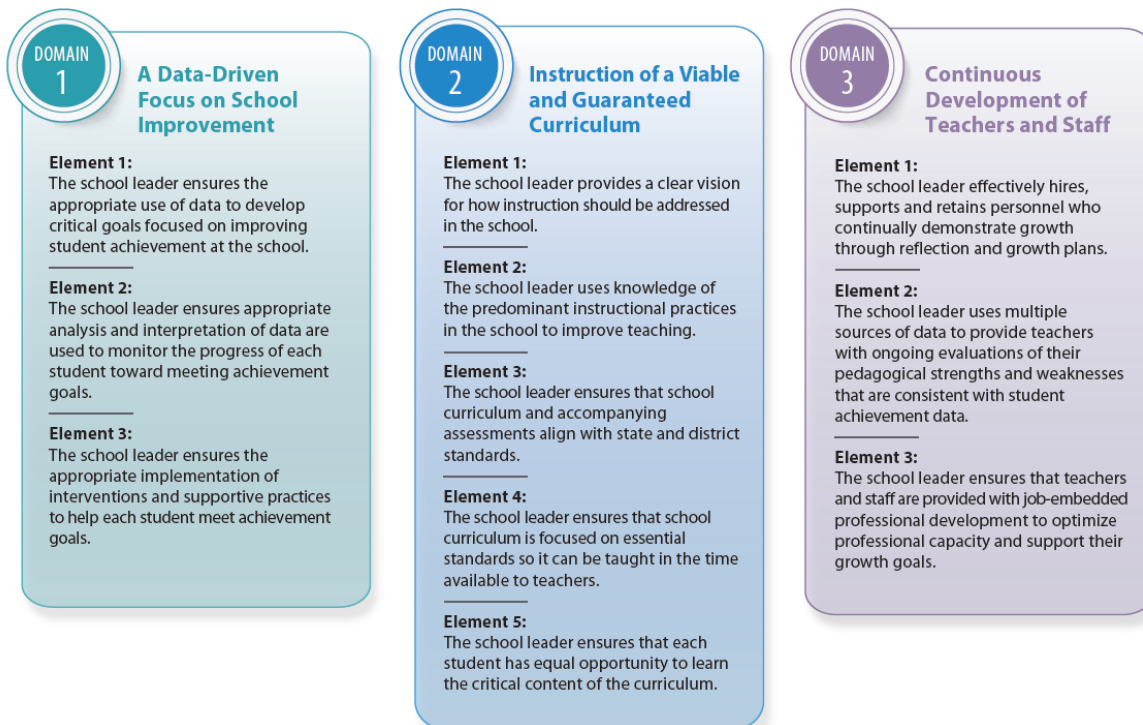 DOMAIN
1
A Data-Driven
Focus on School
Improvement
Element 1:
The school leader ensures the
appropriate use of data to develop
critical goals focused on improving
student achievement at the school.
Element 2:
The school leader ensures appropriate
analysis and interpretation of data are
used to monitor the progress of each
student toward meeting achievement
goals.
Element 3:
The school leader ensures the
appropriate implementation of
interventions and supportive practices
to help each student meet achievement
goals.
DOMAIN
2
Instruction of a Viable
and Guaranteed
Curriculum
Element 1:
The school leader provides a clear vision
for how instruction should be addressed
in the school.
Element 2:
The school leader uses knowledge of
the predominant instructional practices
in the school to improve teaching.
Element 3:
The school leader ensures that school
curriculum and accompanying
assessments align with state and district
standards.
Element 4:
The school leader ensures that school
curriculum is focused on essential
standards so it can be taught in the time
available to teachers.
Element 5:
The school leader ensures that each
student has equal opportunity to learn
the critical content of the curriculum.
DOMAIN
3
Continuous
Development of
Teachers and Staff
Element 1:
The school leader effectively hires,
supports and retains personnel who
continually demonstrate growth
through reflection and growth plans.
Element 2:
The school leader uses multiple
sources of data to provide teachers
with ongoing evaluations of their
pedagogical strengths and weaknesses
that are consistent with student
achievement data.
Element 3:
The school leader ensures that teachers
and staff are provided with job-embedded
professional development to optimize
professional capacity and support their
growth goals.